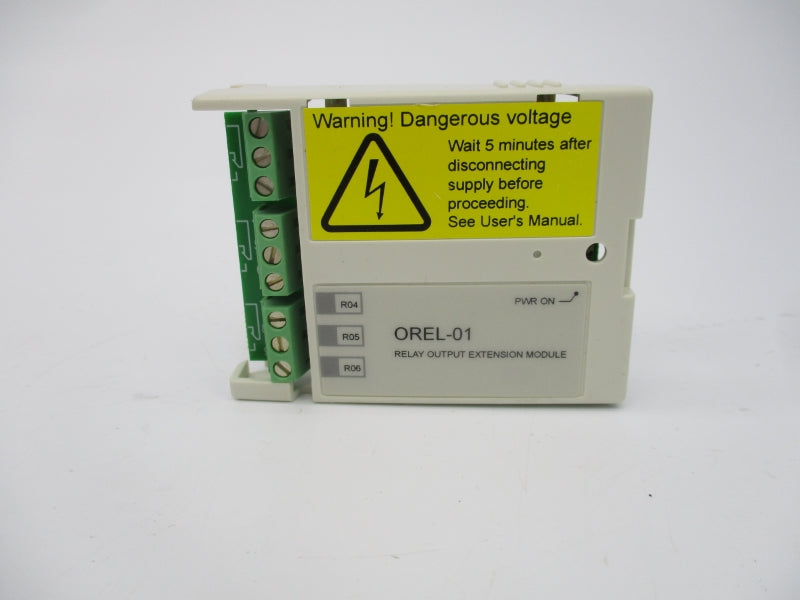 Warning! Dangerous voltage
Wait 5 minutes after
disconnecting
supply before
proceeding.
See User's Manual.
PWR ON
R04
R05
R06
OREL-01
RELAY OUTPUT EXTENSION MODULE